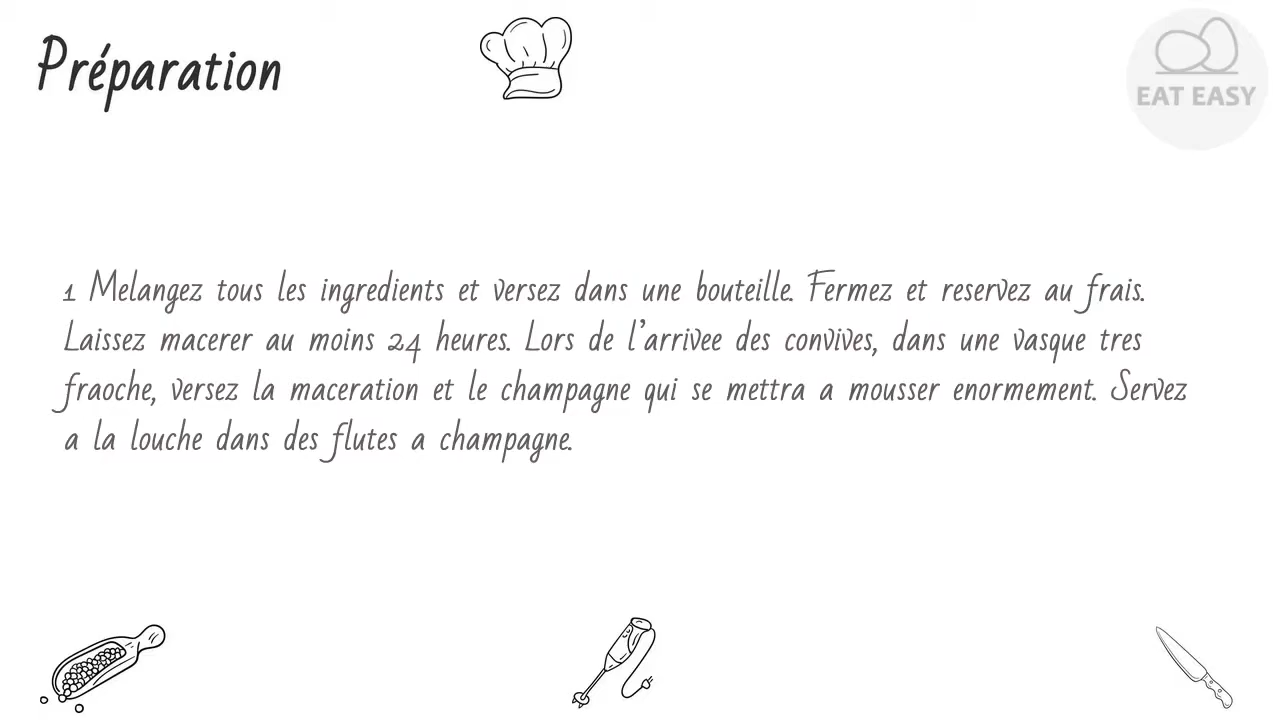 Préparation
EAT EASY
1 Melangez tous les ingredients et versez dans une bouteille. Fermez et reservez au frais.
Laissez macerer au moins 24 heures. Lors de l'arrivee des convives, dans une vasque tres
fraoche, versez la maceration et le champagne qui se mettra a mousser enormement. Servez
a la louche dans des flutes a champagne.